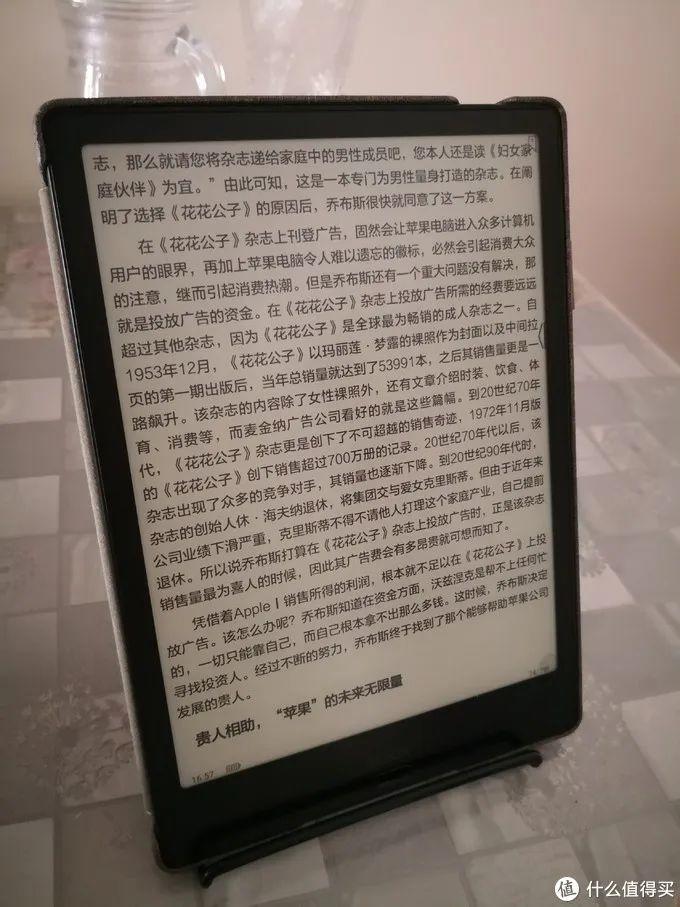 志，那么就请您将杂志递给家庭中的男性成员吧，您本人还是读《妇女家
庭伙伴》为宜。”由此可知，这是一本专门为男性量身打造的杂志。在阐
明了选择《花花公子》的原因后，乔布斯很快就同意了这一方案。
在《花花公子》杂志上刊登广告，固然会让苹果电脑进入众多计算机
用户的眼界，再加上苹果电脑令人难以遗忘的徽标，必然会引起消费大众
的注意，继而引起消费热潮。但是乔布斯还有一个重大问题没有解决，那
就是投放广告的资金。在《花花公子》杂志上投放广告所需的经费要远远
超过其他杂志，因为《花花公子》是全球最为畅销的成人杂志之一。自
1953年12月，《花花公子》以玛丽莲·梦露的裸照作为封面以及中间拉
页的第一期出版后，当年总销量就达到了53991本，之后其销售量更是一
路飙升。该杂志的内容除了女性裸照外，还有文章介绍时装、饮食、体
育、消费等，而麦金纳广告公司看好的就是这些篇幅。到20世纪70年
代，《花花公子》杂志更是创下了不可超越的销售奇迹，1972年11月版
的《花花公子》创下销售超过700万册的记录。20世纪70年代以后，该
杂志出现了众多的竞争对手，其销量也逐渐下降。到20世纪90年代时，
杂志的创始人休·海夫纳退休，将集团交与爱女克里斯蒂。但由于近年来
公司业绩下滑严重，克里斯蒂不得不请他人打理这个家庭产业，自己提前
退休。所以说乔布斯打算在《花花公子》杂志上投放广告时，正是该杂志
销售量最为喜人的时候，因此其广告费会有多昂贵就可想而知了。
凭借着Apple Ⅰ销售所得的利润，根本就不足以在《花花公子》上投
放广告。该怎么办呢？乔布斯知道在资金方面，沃兹涅克是帮不上任何忙
的，一切只能靠自己，而自己根本拿不出那么多钱。这时候，乔布斯决定
寻找投资人。经过不断的努力，乔布斯终于找到了那个能够帮助苹果公司
发展的贵人。
贵人相助，“苹果”的未来无限量
16:57
值 什么值得买